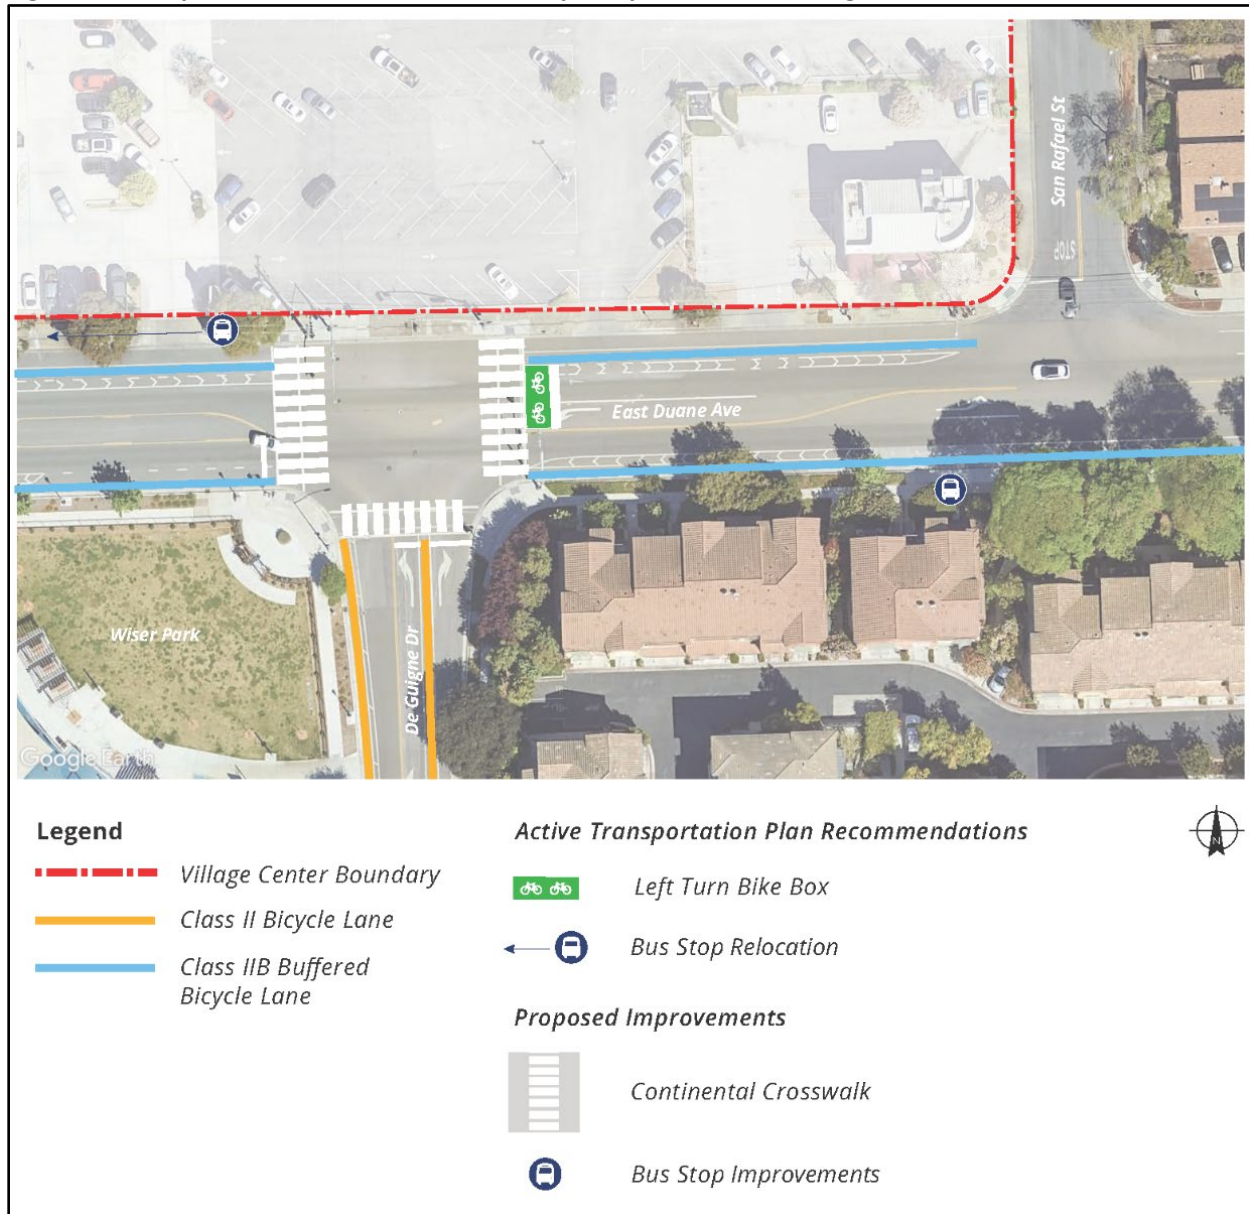 San Rafael St
STOP
East Duane Ave
Wiser Park
De Guigne Dr
Google Earth
Legend
Village Center Boundary
Class II Bicycle Lane
Class IIB Buffered
Bicycle Lane
Active Transportation Plan Recommendations
Left Turn Bike Box
Bus Stop Relocation
Proposed Improvements
Continental Crosswalk
Bus Stop Improvements
N